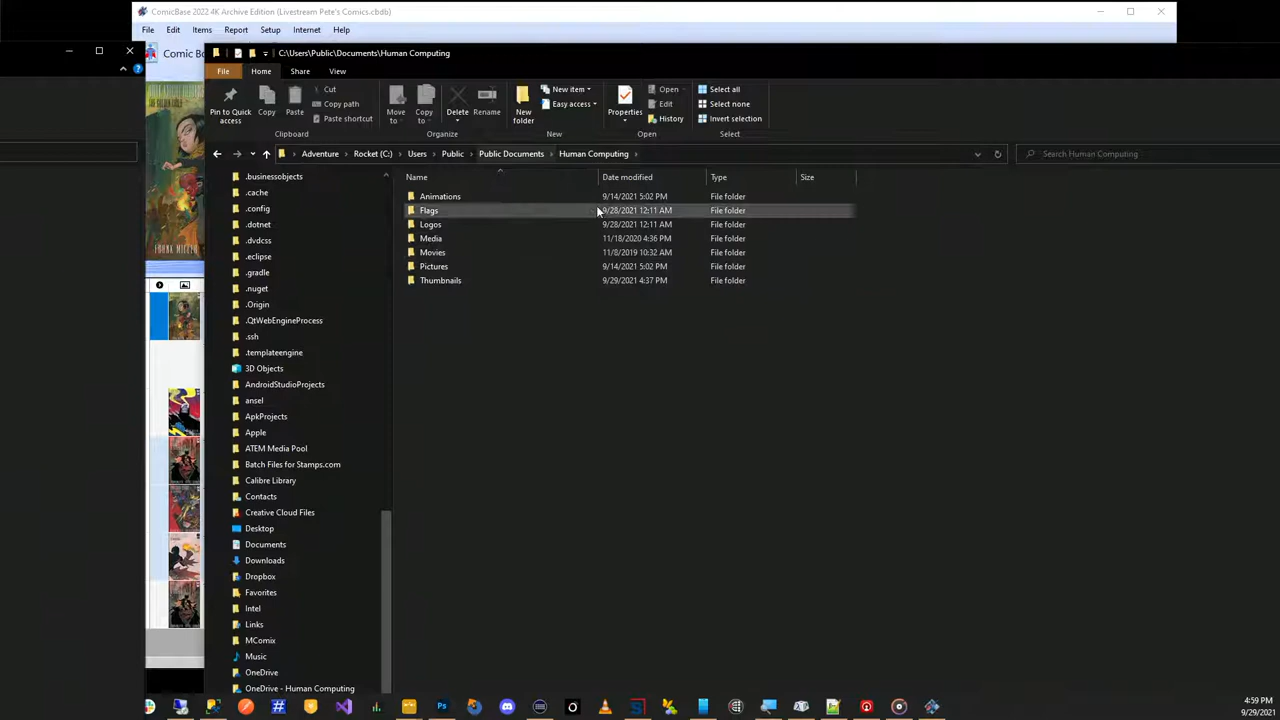 ComicBase 2022 4K Archive Edition (Livestream Pete's Comics.cbdb)
File Edit Items Report Setup Internet Help
Comic Bo
C:\Users\Public\Documents\Human Computing
File Home Share View
Pin to Quick access
Copy
Paste
Cut
Copy path
Paste shortcut
Clipboard
Move to
Copy to
Delete
Rename
Organize
New folder
New item
Easy access
New
Properties
Open
Edit
History
Open
Select all
Select none
Invert selection
Select
Adventure > Rocket (C:) > Users > Public > Public Documents > Human Computing >
Search Human Computing
Name Date modified Type Size
Animations 9/14/2021 5:02 PM File folder
Flags 9/28/2021 12:11 AM File folder
Logos 9/28/2021 12:11 AM File folder
Media 11/18/2020 4:36 PM File folder
Movies 11/8/2019 10:32 AM File folder
Pictures 9/14/2021 5:02 PM File folder
Thumbnails 9/29/2021 4:37 PM File folder
.businessobjects
.cache
.config
.dotnet
.dvdcss
.eclipse
.gradle
.nuget
.Origin
.QtWebEngineProcess
.ssh
.templateengine
3D Objects
AndroidStudioProjects
ansel
ApkProjects
Apple
ATEM Media Pool
Batch Files for Stamps.com
Calibre Library
Contacts
Creative Cloud Files
Desktop
Documents
Downloads
Dropbox
Favorites
Intel
Links
MComix
Music
OneDrive
OneDrive - Human Computing
4:59 PM
9/29/2021